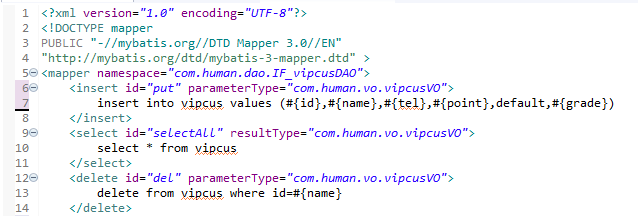 1 <?xml version="1.0" encoding="UTF-8"?>
2 <!DOCTYPE mapper
3 PUBLIC "-//mybatis.org//DTD Mapper 3.0//EN"
4 "http://mybatis.org/dtd/mybatis-3-mapper.dtd" >
5 <mapper namespace="com.human.dao.IF_vipcusDAO">
6 <insert id="put" parameterType="com.human.vo.vipcusVO">
7 insert into vipcus values (#{id},#{name},#{tel},#{point},default,#{grade})
8 </insert>
9 <select id="selectAll" resultType="com.human.vo.vipcusVO">
10 select * from vipcus
11 </select>
12 <delete id="del" parameterType="com.human.vo.vipcusVO">
13 delete from vipcus where id=#{name}
14 </delete>